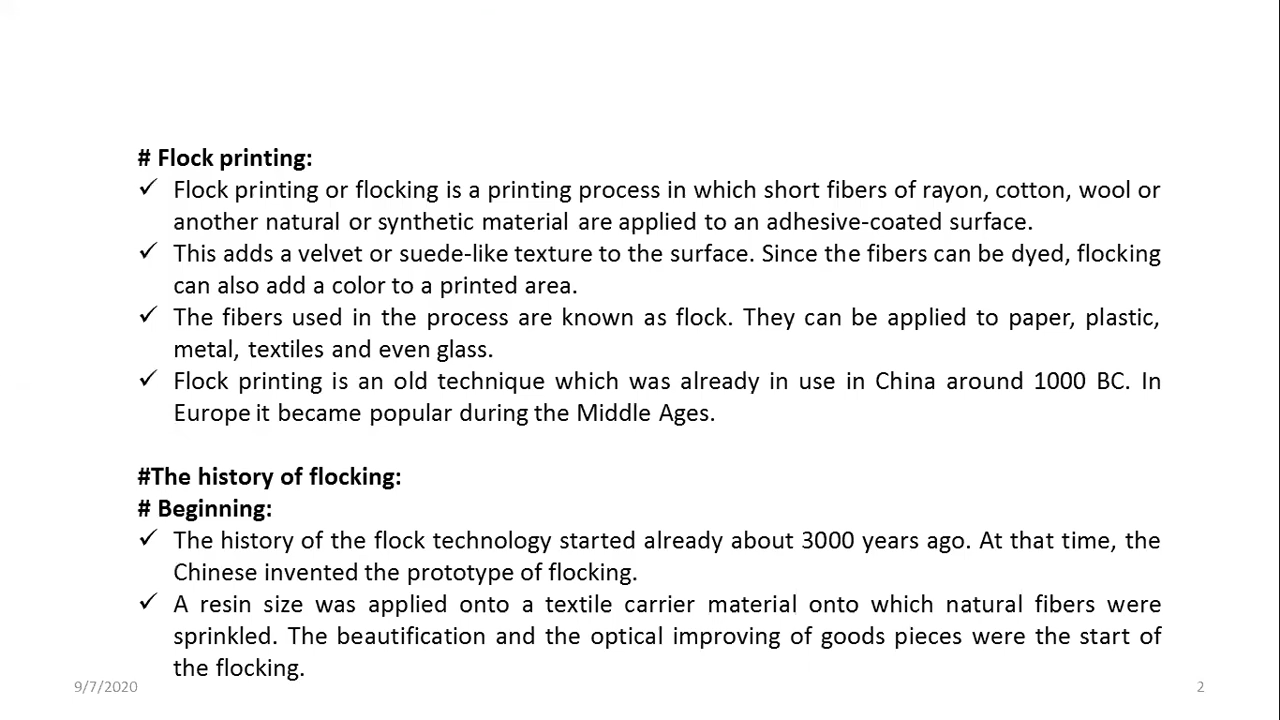 # Flock printing:
✓ Flock printing or flocking is a printing process in which short fibers of rayon, cotton, wool or
another natural or synthetic material are applied to an adhesive-coated surface.
✓ This adds a velvet or suede-like texture to the surface. Since the fibers can be dyed, flocking
can also add a color to a printed area.
✓ The fibers used in the process are known as flock. They can be applied to paper, plastic,
metal, textiles and even glass.
✓ Flock printing is an old technique which was already in use in China around 1000 BC. In
Europe it became popular during the Middle Ages.
#The history of flocking:
# Beginning:
✓ The history of the flock technology started already about 3000 years ago. At that time, the
Chinese invented the prototype of flocking.
✓ A resin size was applied onto a textile carrier material onto which natural fibers were
sprinkled. The beautification and the optical improving of goods pieces were the start of
the flocking.
9/7/2020
2